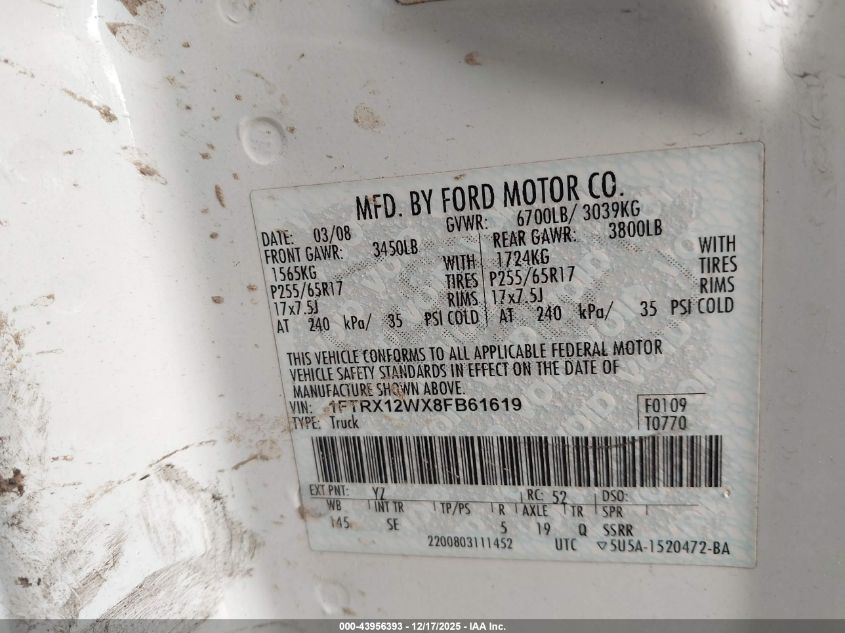 MFD. BY FORD MOTOR CO.
DATE: 03/08 GVWR: 6700LB/ 3039KG
FRONT GAWR: 3450LB REAR GAWR: 3800LB
1565KG WITH 1724KG WITH
P255/65R17 TIRES P255/65R17 TIRES
17x7.5J RIMS 17x7.5J RIMS
AT 240 kPa/ 35 PSI COLD AT 240 kPa/ 35 PSI COLD
THIS VEHICLE CONFORMS TO ALL APPLICABLE FEDERAL MOTOR
VEHICLE SAFETY STANDARDS IN EFFECT ON THE DATE OF
MANUFACTURE SHOWN ABOVE.
VIN: 1FTRX12WX8FB61619 F0109
TYPE: Truck T0770
EXT PNT: YZ RC: 52 DSO:
WB INT TR TP/PS R AXLE TR SPR
145 SE 5 19 Q SSRR
2200803111452 UTC ▽5U5A-1520472-BA
000-43956393 - 12/17/2025 - IAA Inc.